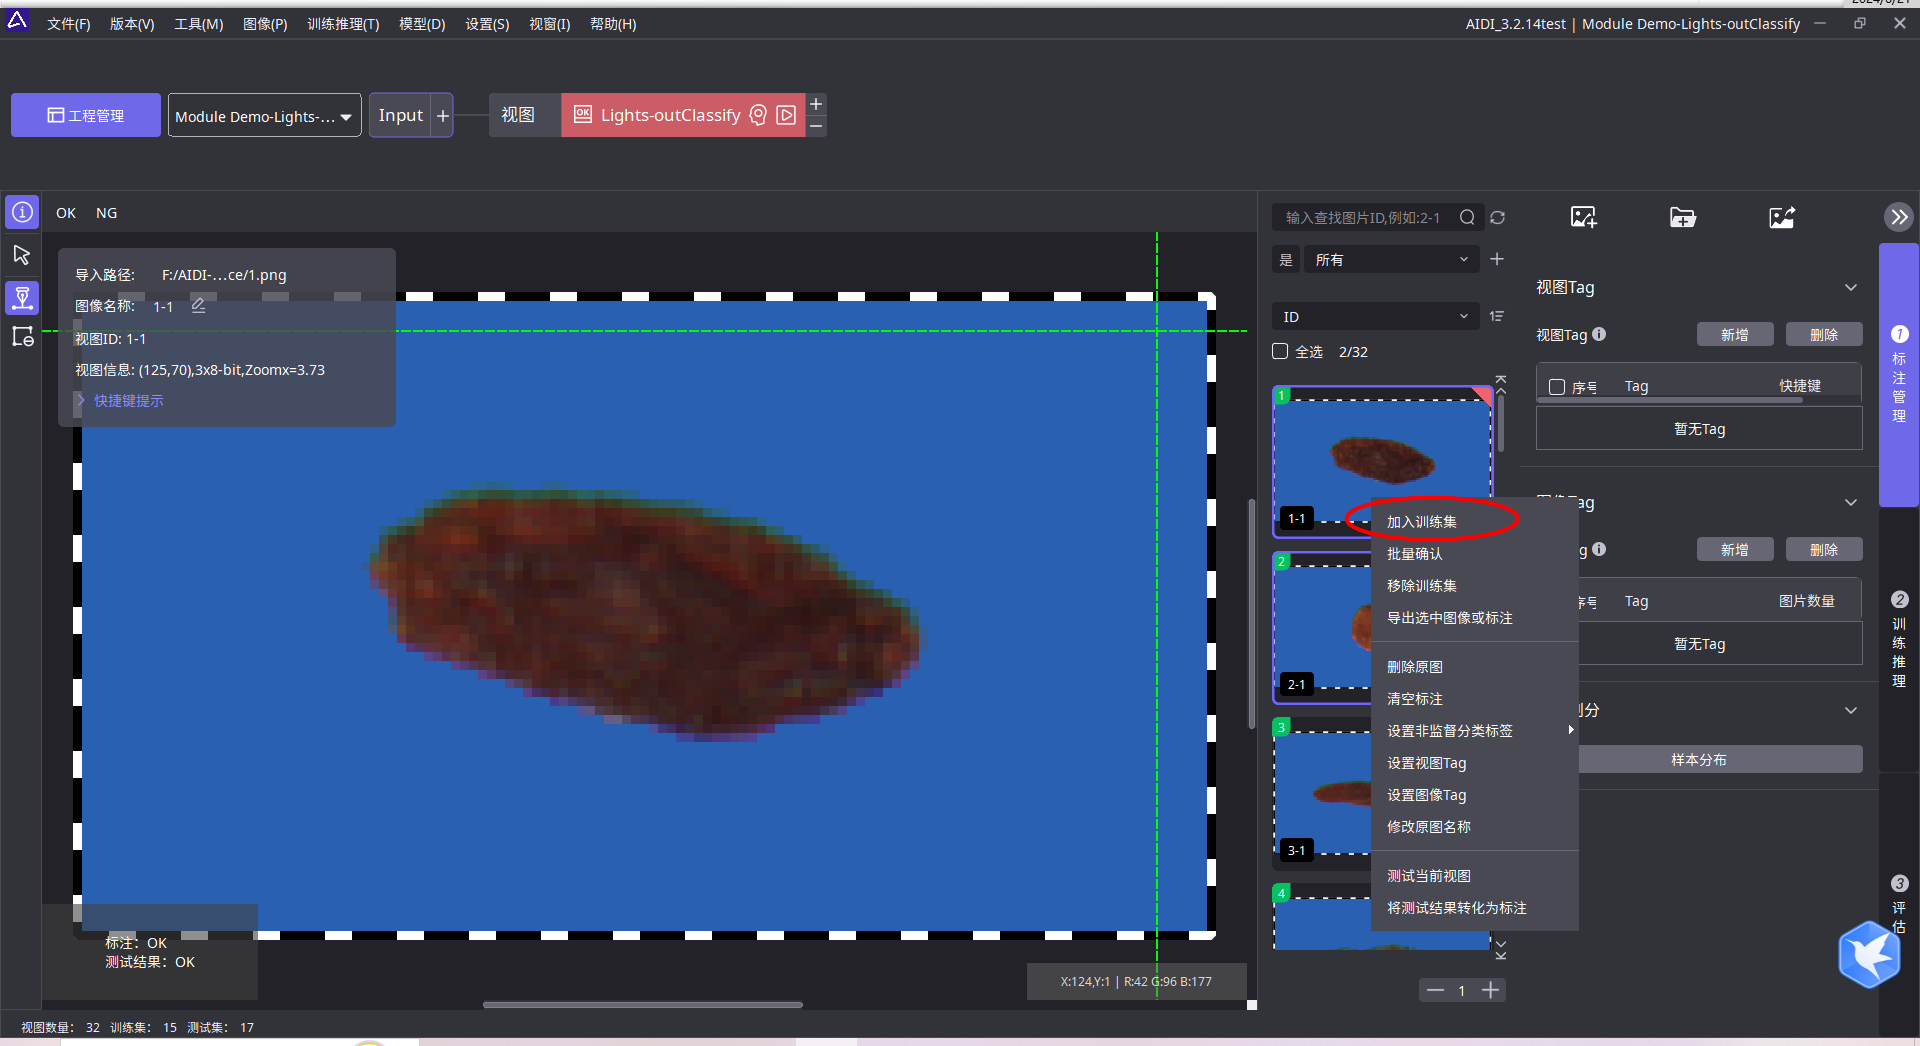 文件(F) 版本(V) 工具(M) 图像(P) 训练推理(T) 模型(D) 设置(S) 视窗(I) 帮助(H) AIDI_3.2.14test | Module Demo-Lights-outClassify
工程管理 Module Demo-Lights-... Input + 视图 OK Lights-outClassify
OK NG
导入路径: F:/AIDI-...ce/1.png
图像名称: 1-1
视图ID: 1-1
视图信息: (125,70),3x8-bit,Zoomx=3.73
快捷键提示
标注: OK
测试结果: OK
X:124,Y:1 | R:42 G:96 B:177
输入查找图片ID,例如:2-1
是 所有
ID
全选 2/32
1
1-1
2
2-1
3
3-1
4
加入训练集
批量确认
移除训练集
导出选中图像或标注
删除原图
清空标注
设置非监督分类标签
设置视图Tag
设置图像Tag
修改原图名称
测试当前视图
将测试结果转化为标注
1
视图Tag
视图Tag 新增 删除
序号 Tag 快捷键
暂无Tag
ag
g 新增 删除
序号 Tag 图片数量
暂无Tag
划分
样本分布
1 标注管理
2 训练推理
3 评估
视图数量: 32 训练集: 15 测试集: 17